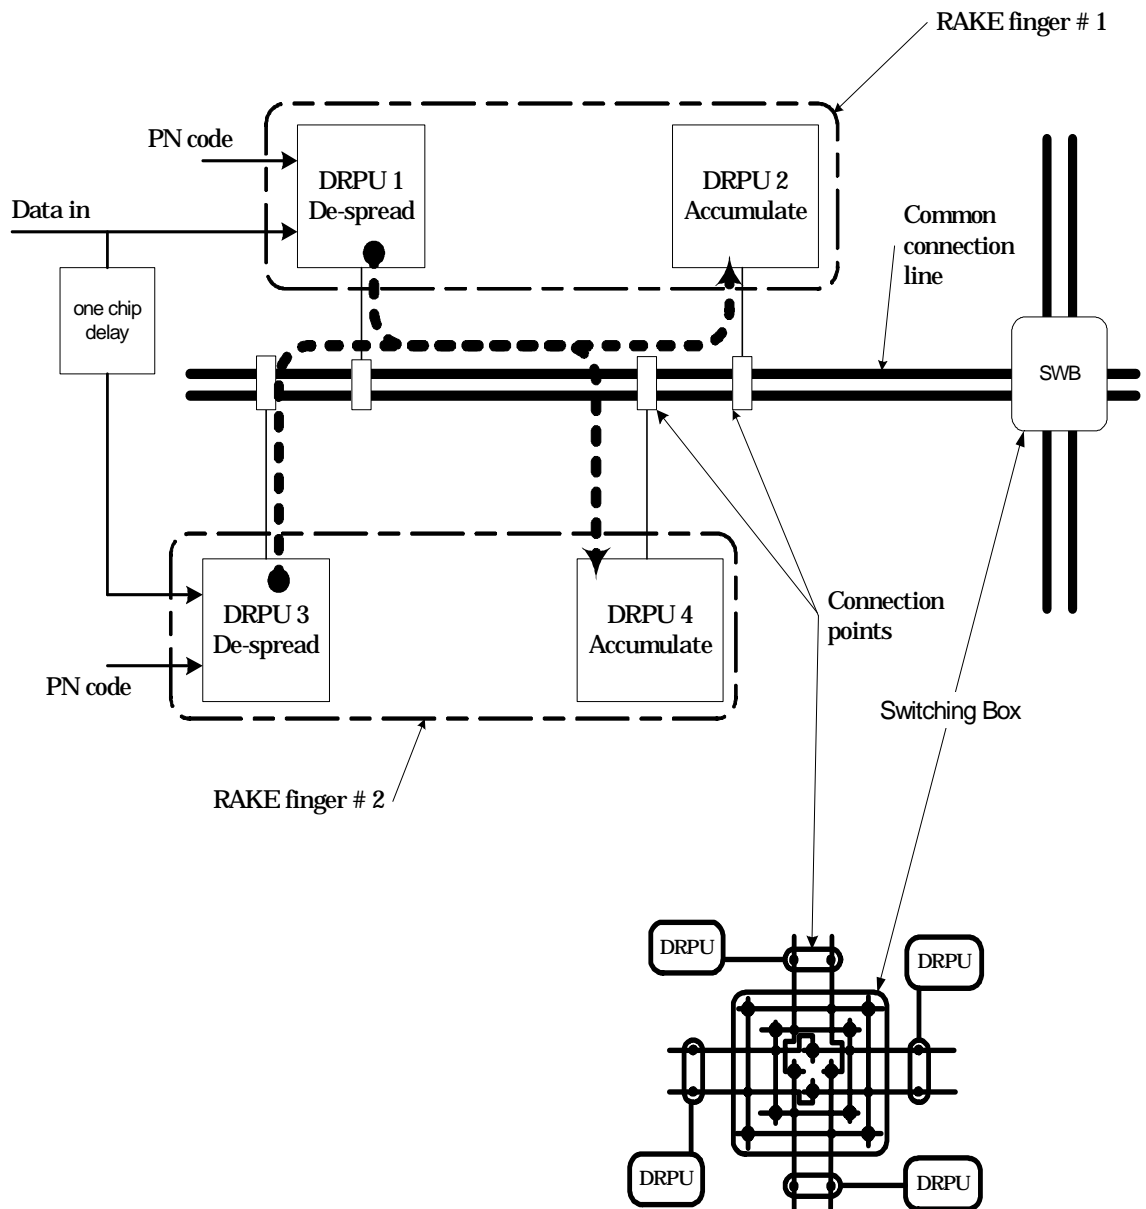 RAKE finger # 1
PN code
DRPU 1
De-spread
DRPU 2
Accumulate
Data in
Common
connection
line
one chip
delay
SWB
DRPU 3
De-spread
DRPU 4
Accumulate
Connection
points
PN code
Switching Box
RAKE finger # 2
DRPU
DRPU
DRPU
DRPU